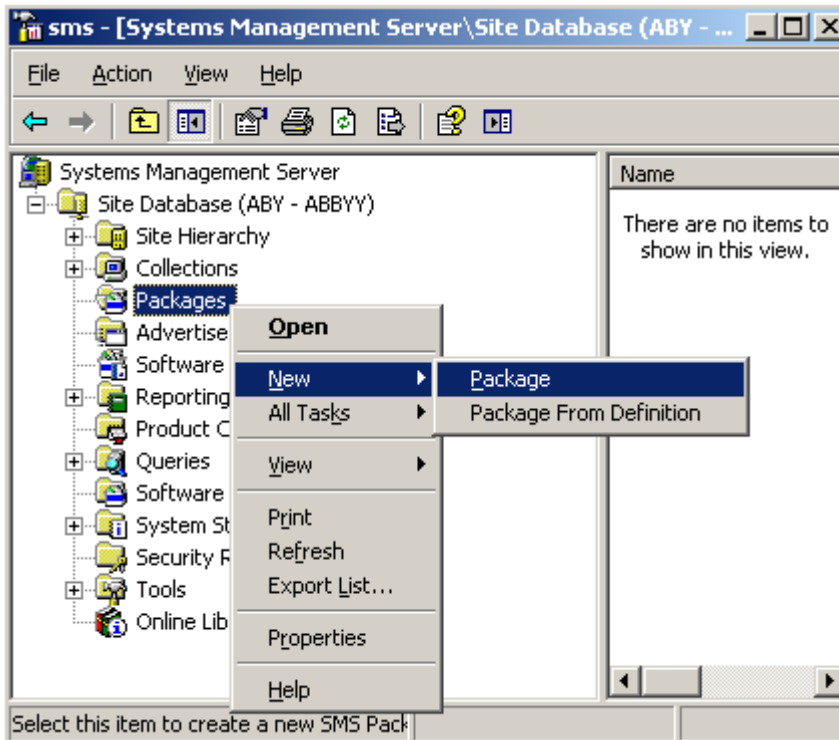 sms - [Systems Management Server\Site Database (ABY - ...
File Action View Help
Systems Management Server
Site Database (ABY - ABBYY)
Site Hierarchy
Collections
Packages
Advertise
Software
Reporting
Product C
Queries
Software
System St
Security R
Tools
Online Lib
Open
New
All Tasks
View
Print
Refresh
Export List...
Properties
Help
Package
Package From Definition
Name
There are no items to
show in this view.
Select this item to create a new SMS Pack